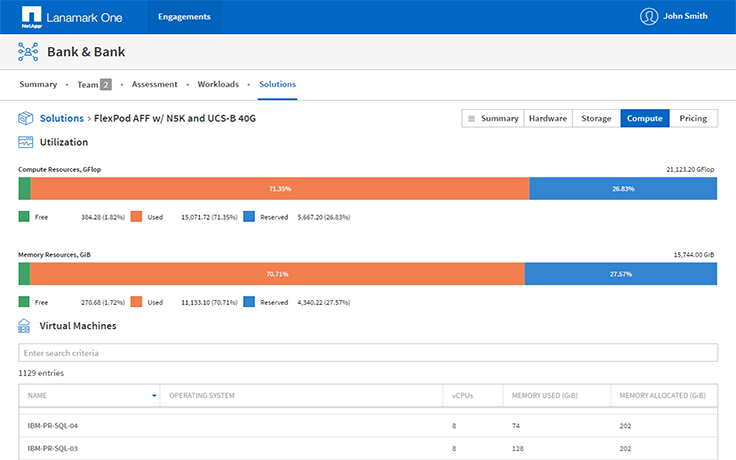 NetApp Lanamark One Engagements John Smith
Bank & Bank
Summary • Team 2 • Assessment • Workloads • Solutions
Solutions › FlexPod AFF w/ N5K and UCS-B 40G Summary Hardware Storage Compute Pricing
Utilization
Compute Resources, GFlop 21,123.20 GFlop
71.35% 26.83%
Free 384.28 (1.82%) Used 15,071.72 (71.35%) Reserved 5,667.20 (26.83%)
Memory Resources, GiB 15,744.00 GiB
70.71% 27.57%
Free 270.68 (1.72%) Used 11,133.10 (70.71%) Reserved 4,340.22 (27.57%)
Virtual Machines
Enter search criteria
1129 entries
NAME OPERATING SYSTEM vCPUs MEMORY USED (GiB) MEMORY ALLOCATED (GiB)
IBM-PR-SQL-04 8 74 202
IBM-PR-SQL-03 8 128 202